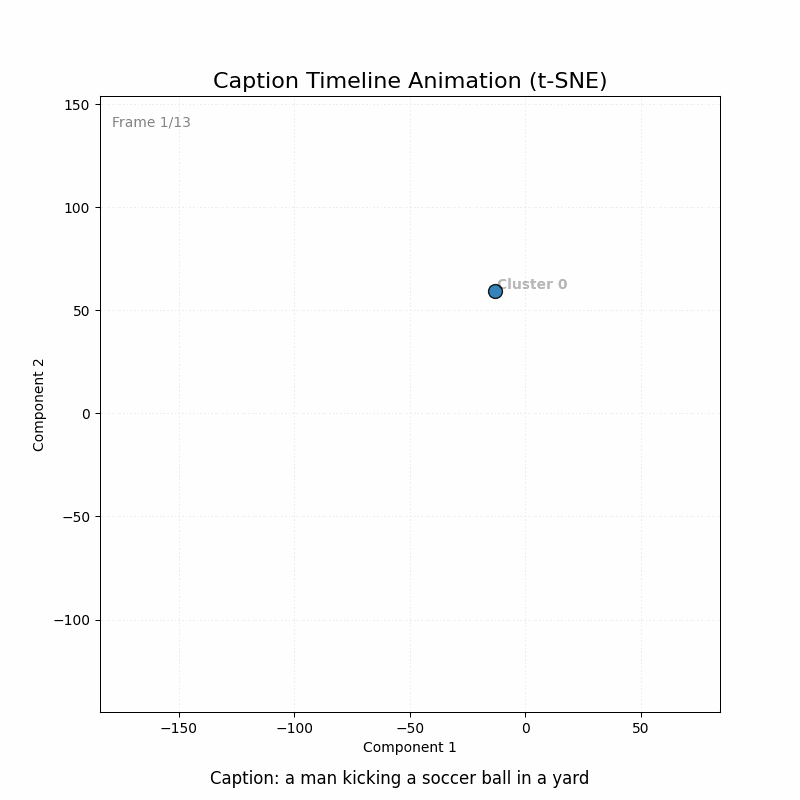 Caption Timeline Animation (t-SNE)
Frame 1/13
Cluster 0
150
100
50
0
−50
−100
Component 2
−150
−100
−50
0
50
Component 1
Caption: a man kicking a soccer ball in a yard